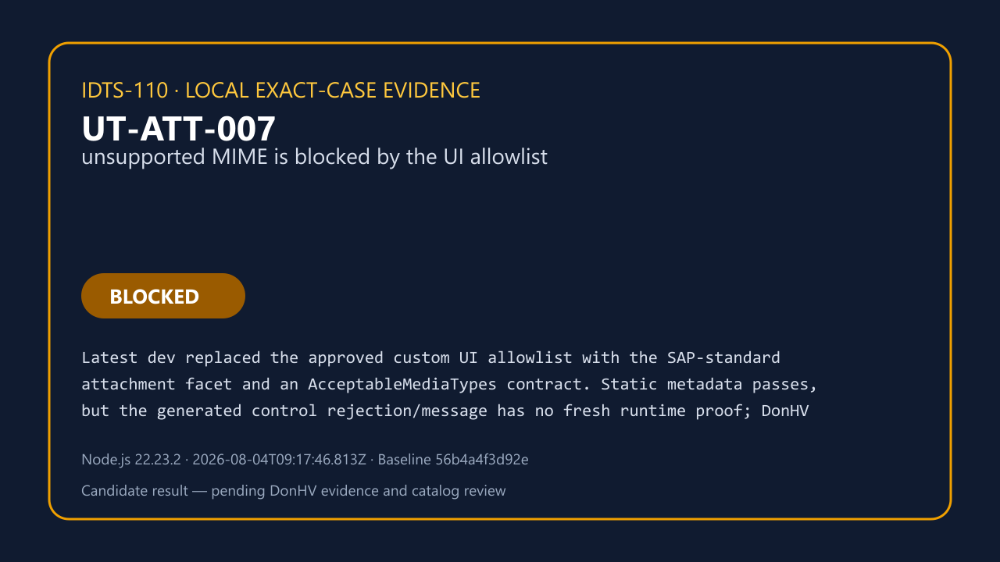 IDTS-110 · LOCAL EXACT-CASE EVIDENCE
UT-ATT-007
unsupported MIME is blocked by the UI allowlist
BLOCKED
Latest dev replaced the approved custom UI allowlist with the SAP-standard
attachment facet and an AcceptableMediaTypes contract. Static metadata passes,
but the generated control rejection/message has no fresh runtime proof; DonHV
Node.js 22.23.2 · 2026-08-04T09:17:46.813Z · Baseline 56b4a4f3d92e
Candidate result — pending DonHV evidence and catalog review